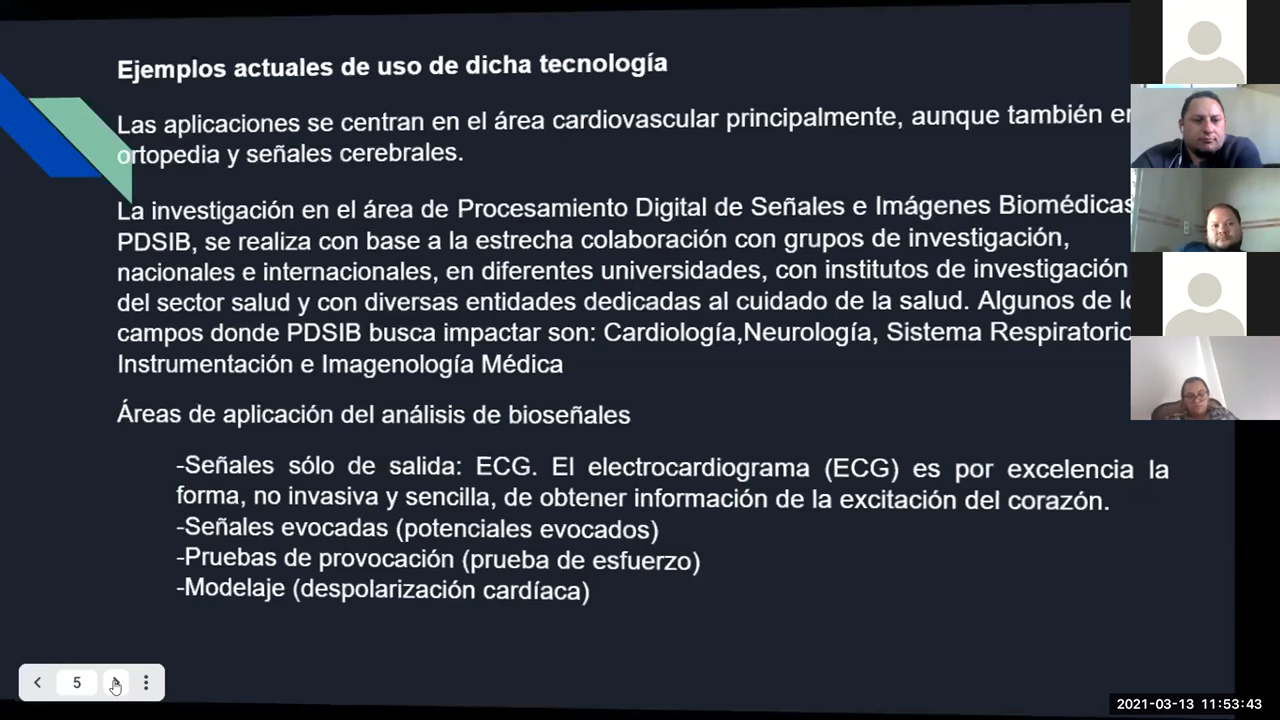 Ejemplos actuales de uso de dicha tecnología
Las aplicaciones se centran en el área cardiovascular principalmente, aunque también en
ortopedia y señales cerebrales.
La investigación en el área de Procesamiento Digital de Señales e Imágenes Biomédicas
PDSIB, se realiza con base a la estrecha colaboración con grupos de investigación,
nacionales e internacionales, en diferentes universidades, con institutos de investigación
del sector salud y con diversas entidades dedicadas al cuidado de la salud. Algunos de
campos donde PDSIB busca impactar son: Cardiología,Neurología, Sistema Respiratorio
Instrumentación e Imagenología Médica
Áreas de aplicación del análisis de bioseñales
-Señales sólo de salida: ECG. El electrocardiograma (ECG) es por excelencia la
forma, no invasiva y sencilla, de obtener información de la excitación del corazón.
-Señales evocadas (potenciales evocados)
-Pruebas de provocación (prueba de esfuerzo)
-Modelaje (despolarización cardíaca)
5
2021-03-13 11:53:43